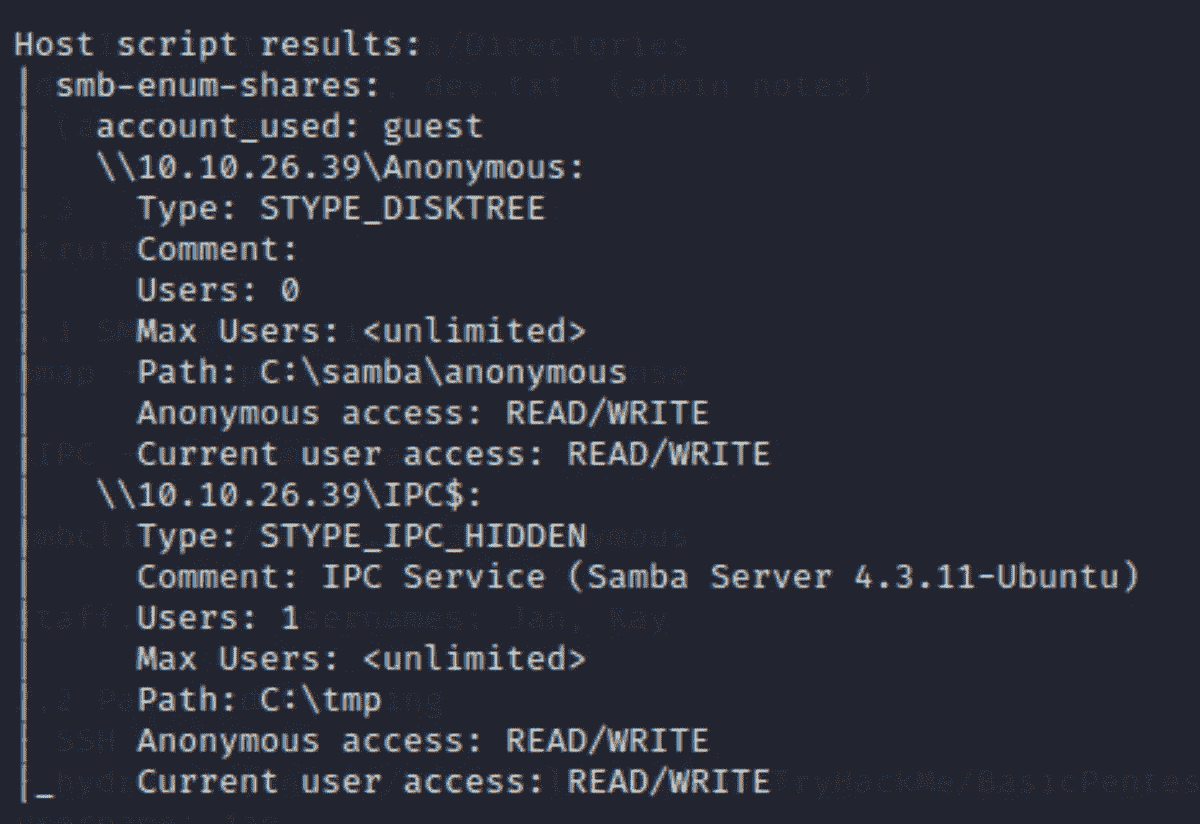 Host script results:
| smb-enum-shares:
|   account_used: guest
|   \\10.10.26.39\Anonymous:
|     Type: STYPE_DISKTREE
|     Comment:
|     Users: 0
|     Max Users: <unlimited>
|     Path: C:\samba\anonymous
|     Anonymous access: READ/WRITE
|     Current user access: READ/WRITE
|   \\10.10.26.39\IPC$:
|     Type: STYPE_IPC_HIDDEN
|     Comment: IPC Service (Samba Server 4.3.11-Ubuntu)
|     Users: 1
|     Max Users: <unlimited>
|     Path: C:\tmp
|     Anonymous access: READ/WRITE
|_    Current user access: READ/WRITE